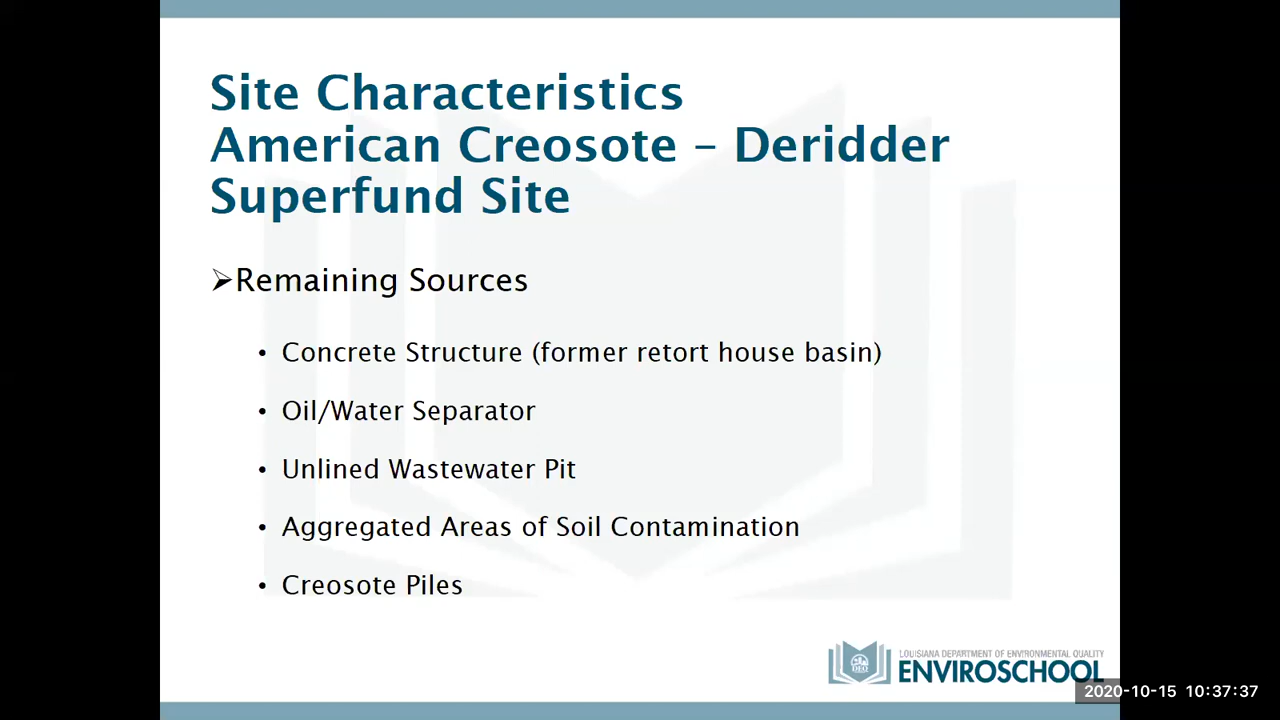 Site Characteristics
American Creosote – Deridder
Superfund Site
➢Remaining Sources
• Concrete Structure (former retort house basin)
• Oil/Water Separator
• Unlined Wastewater Pit
• Aggregated Areas of Soil Contamination
• Creosote Piles
LOUISIANA DEPARTMENT OF ENVIRONMENTAL QUALITY
DEQ
ENVIROSCHOOL
2020-10-15 10:37:37